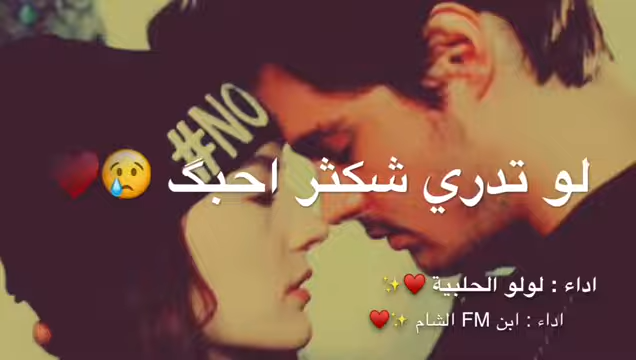 #NO
لو تدري شكثر احبگ 😢♥️
اداء : لولو الحلبية ♥️✨
اداء : ابن FM الشام ✨♥️